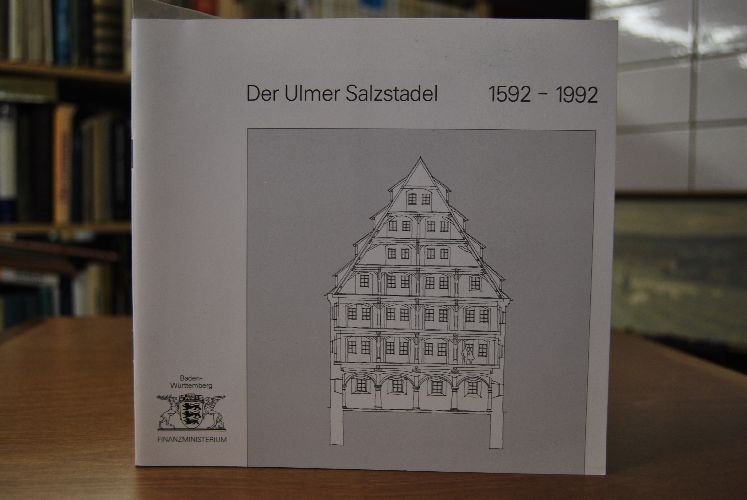 Der Ulmer Salzstadel 1592 - 1992
Baden-
Württemberg
FINANZMINISTERIUM